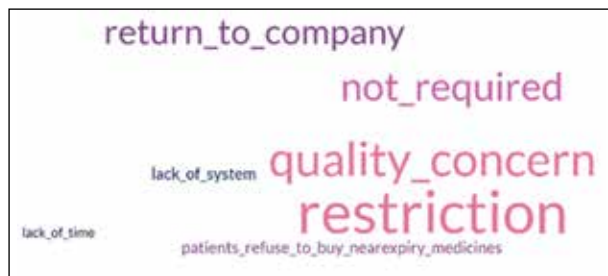 return_to_company
not_required
quality_concern
lack_of_system
restriction
lack_of_time
patients_refuse_to_buy_nearexpiry_medicines